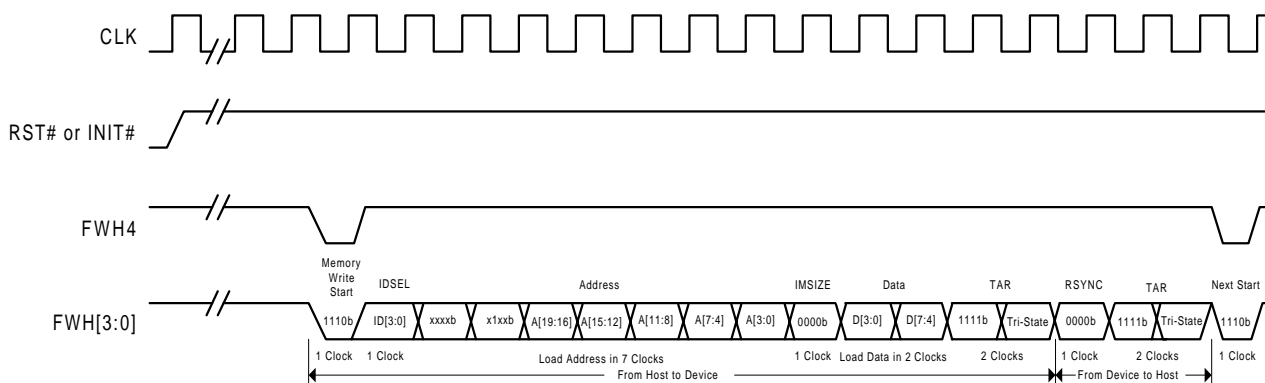 CLK
RST# or INIT#
FWH4
Memory
Write
Start
IDSEL
Address
IMSIZE
Data
TAR
RSYNC
TAR
Next Start
FWH[3:0]
1110b
ID[3:0]
xxxxb
x1xxb
A[19:16]
A[15:12]
A[11:8]
A[7:4]
A[3:0]
0000b
D[3:0]
D[7:4]
1111b
Tri-State
0000b
1111b
Tri-State
1110b
1 Clock
1 Clock
Load Address in 7 Clocks
1 Clock
Load Data in 2 Clocks
2 Clocks
1 Clock
2 Clocks
1 Clock
From Host to Device
From Device to Host